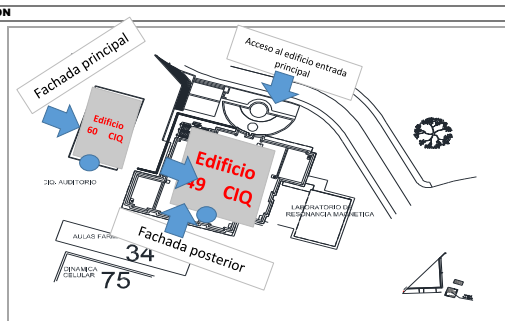 ON
Fachada principal
Acceso al edificio entrada
principal
Edificio
60 CIQ
Edificio
49 CIQ
CIQ. AUDITORIO
LABORATORIO DE
RESONANCIA MAGNETICA
Fachada posterior
AULAS
34
DINAMICA
CELULAR
75